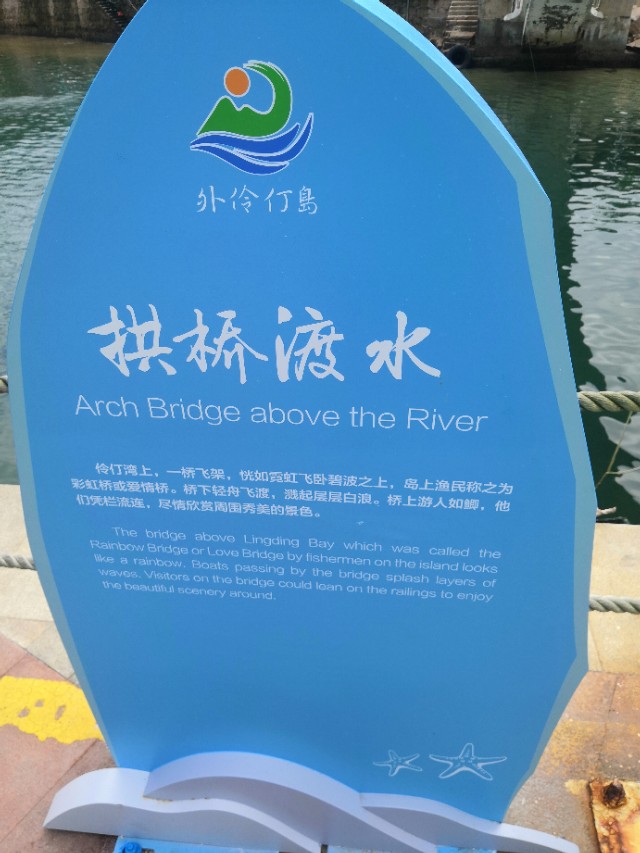 外伶仃島
拱桥渡水
Arch Bridge above the River
伶仃湾上，一桥飞架，恍如霓虹飞卧碧波之上，岛上渔民称之为
彩虹桥或爱情桥。桥下轻舟飞渡，溅起层层白浪。桥上游人如鲫，他
们凭栏流连，尽情欣赏周围秀美的景色。
The bridge above Lingding Bay which was called the
Rainbow Bridge or Love Bridge by fishermen on the island looks
like a rainbow. Boats passing by the bridge splash layers of
waves. Visitors on the bridge could lean on the railings to enjoy
the beautiful scenery around.